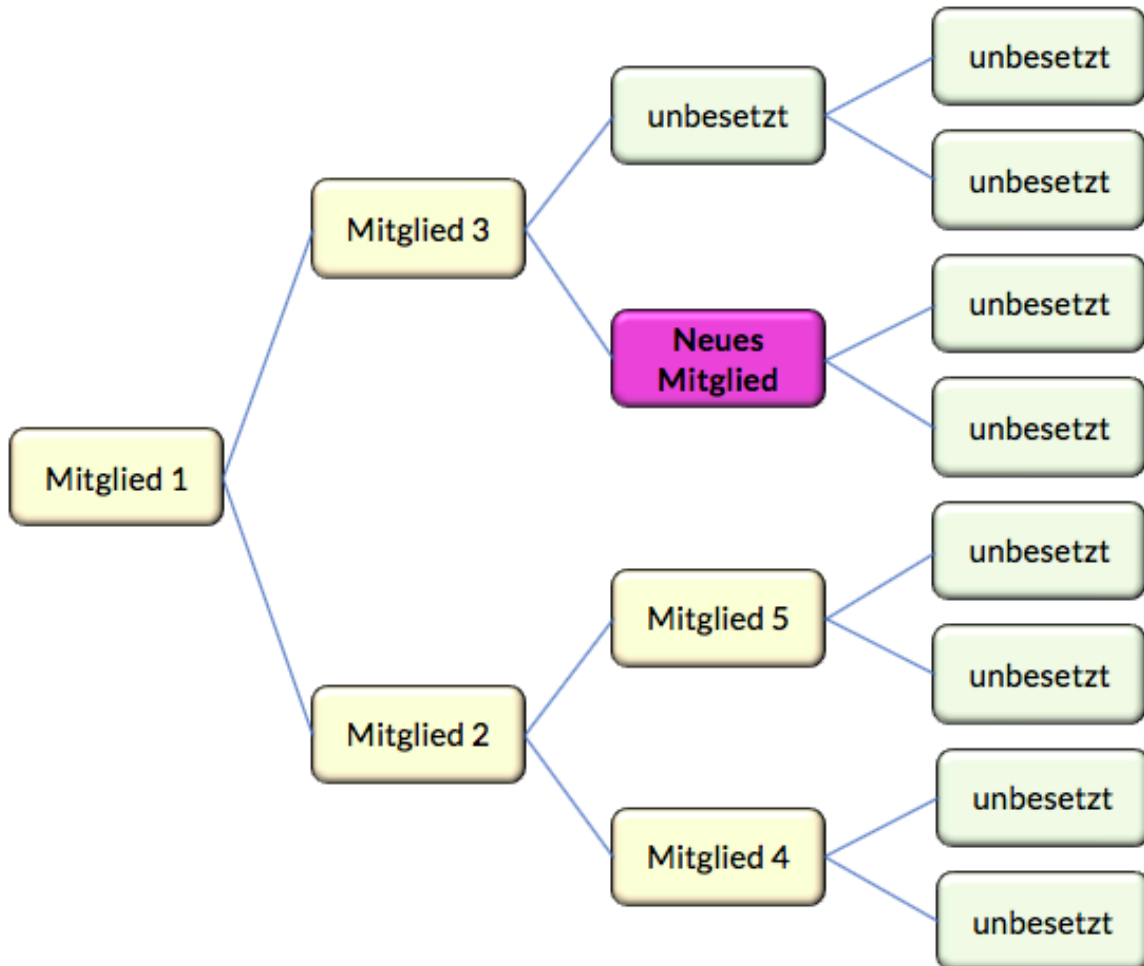 unbesetzt
unbesetzt
unbesetzt
Mitglied 3
unbesetzt
Neues
Mitglied
unbesetzt
Mitglied 1
unbesetzt
Mitglied 5
unbesetzt
Mitglied 2
unbesetzt
Mitglied 4
unbesetzt